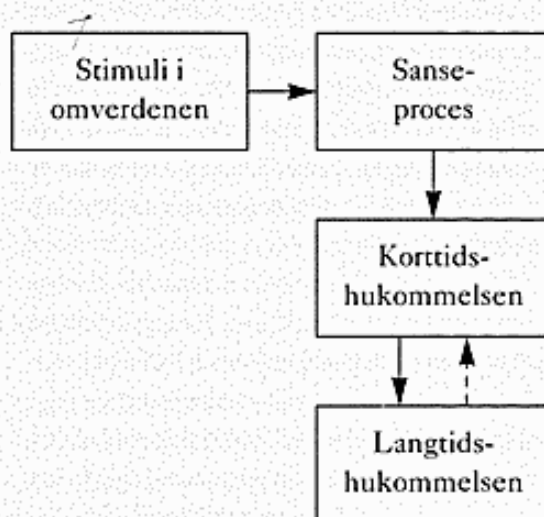 Stimuli i
omverdenen
Sanse-
proces
Korttids-
hukommelsen
Langtids-
hukommelsen